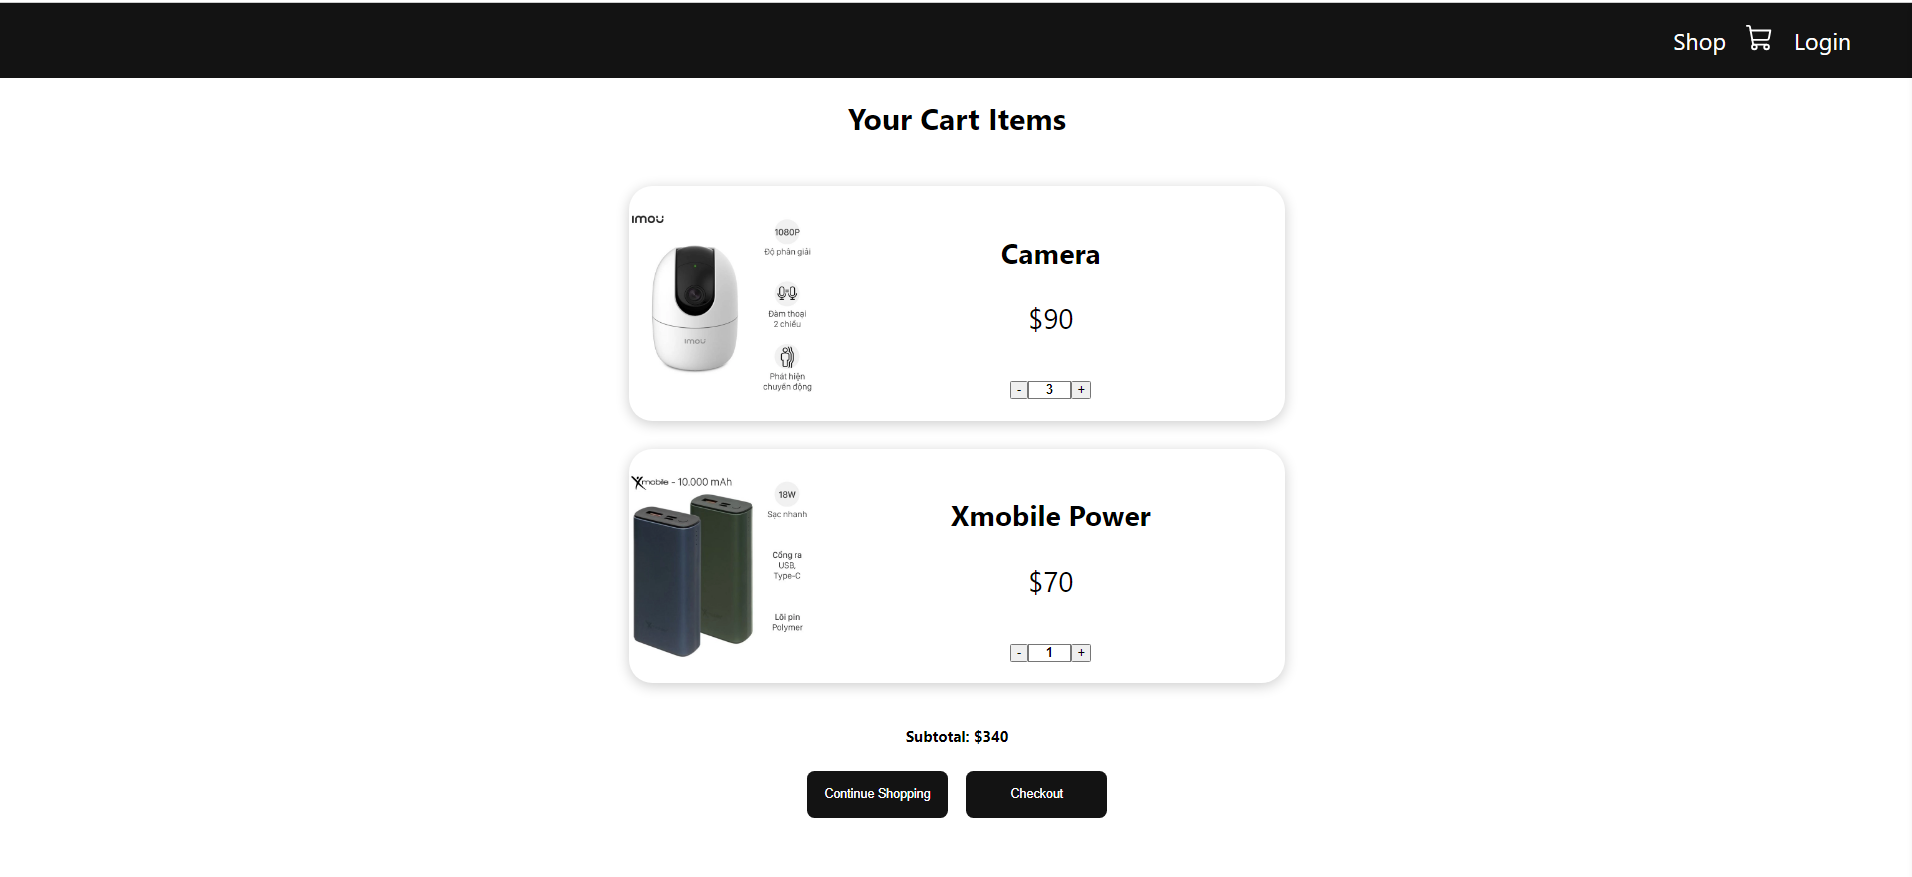 Shop Login
Your Cart Items
imou
1080P
Độ phân giải
Đàm thoại
2 chiều
imou
Phát hiện
chuyển động
Camera
$90
- 3 +
Xmobile - 10.000 mAh
18W
Sạc nhanh
Cổng ra
USB,
Type-C
Lõi pin
Polymer
Xmobile Power
$70
- 1 +
Subtotal: $340
Continue Shopping Checkout